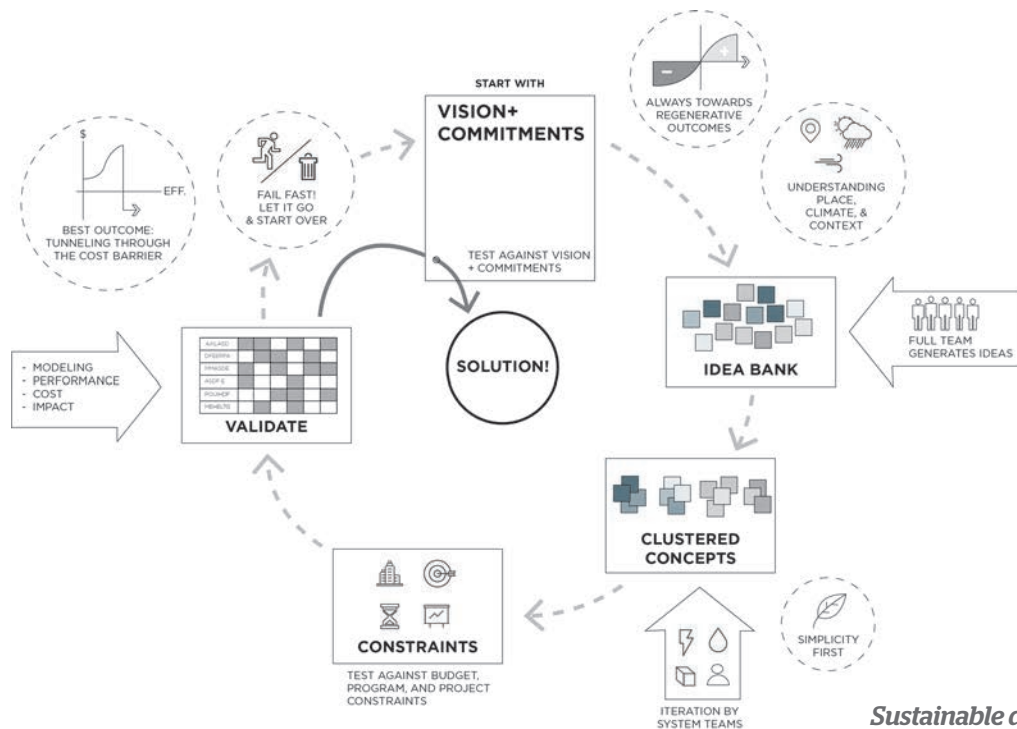 START WITH
VISION+
COMMITMENTS
TEST AGAINST VISION
+ COMMITMENTS
ALWAYS TOWARDS
REGENERATIVE
OUTCOMES
UNDERSTANDING
PLACE,
CLIMATE, &
CONTEXT
IDEA BANK
FULL TEAM
GENERATES IDEAS
CLUSTERED
CONCEPTS
SIMPLICITY
FIRST
ITERATION BY
SYSTEM TEAMS
CONSTRAINTS
TEST AGAINST BUDGET,
PROGRAM, AND PROJECT
CONSTRAINTS
VALIDATE
- MODELING
- PERFORMANCE
- COST
- IMPACT
$
EFF.
BEST OUTCOME:
TUNNELING THROUGH
THE COST BARRIER
FAIL FAST!
LET IT GO
& START OVER
SOLUTION!
Sustainable